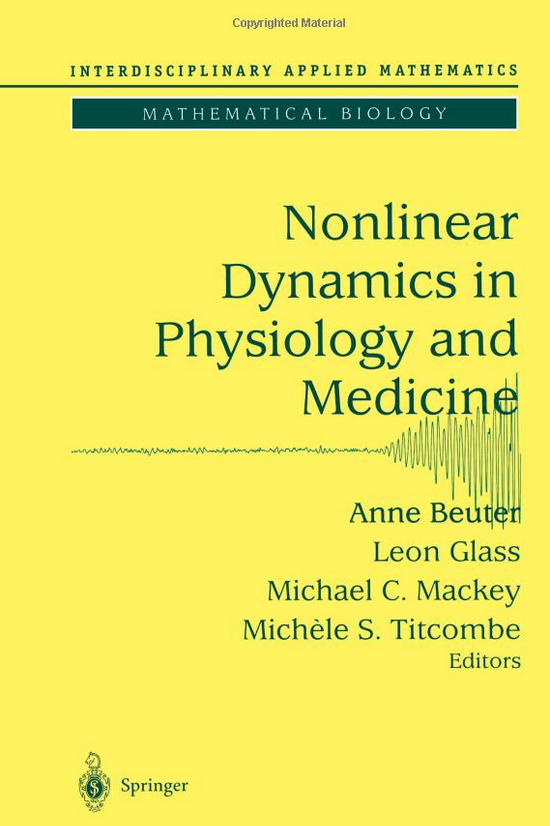 Copyrighted Material
INTERDISCIPLINARY APPLIED MATHEMATICS
MATHEMATICAL BIOLOGY
Nonlinear
Dynamics in
Physiology and
Medicine
Anne Beuter
Leon Glass
Michael C. Mackey
Michèle S. Titcombe
Editors
Springer